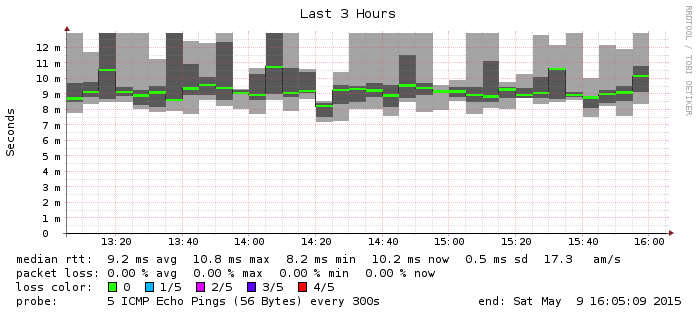 Last 3 Hours
RRDTOOL / TOBI OETIKER
Seconds
12 m
11 m
10 m
9 m
8 m
7 m
6 m
5 m
4 m
3 m
2 m
1 m
0
13:20 13:40 14:00 14:20 14:40 15:00 15:20 15:40 16:00
median rtt: 9.2 ms avg 10.8 ms max 8.2 ms min 10.2 ms now 0.5 ms sd 17.3 am/s
packet loss: 0.00 % avg 0.00 % max 0.00 % min 0.00 % now
loss color: 0 1/5 2/5 3/5 4/5
probe: 5 ICMP Echo Pings (56 Bytes) every 300s end: Sat May 9 16:05:09 2015